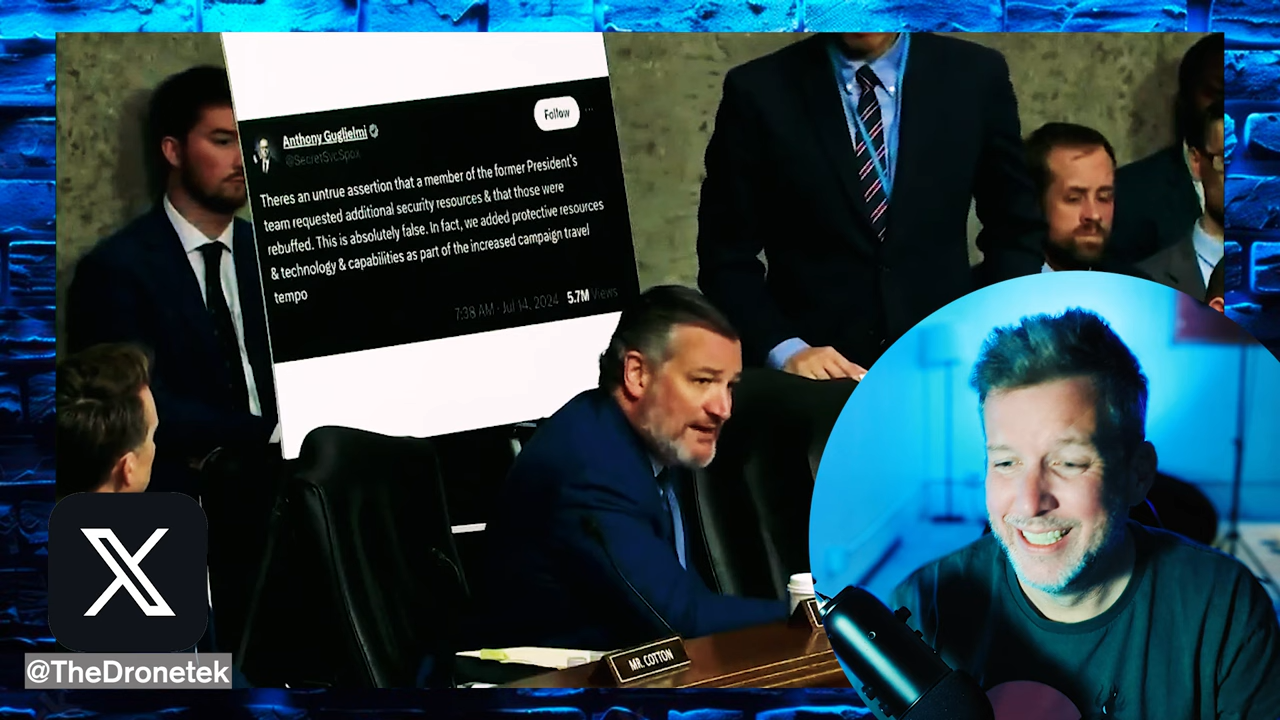 Anthony Guglielmi
@SecretSvcSpox
Follow
Theres an untrue assertion that a member of the former President's
team requested additional security resources & that those were
rebuffed. This is absolutely false. In fact, we added protective resources
& technology & capabilities as part of the increased campaign travel
tempo
7:38 AM · Jul 14, 2024 5.7M Views
MR. COTTON
X
@TheDronetek